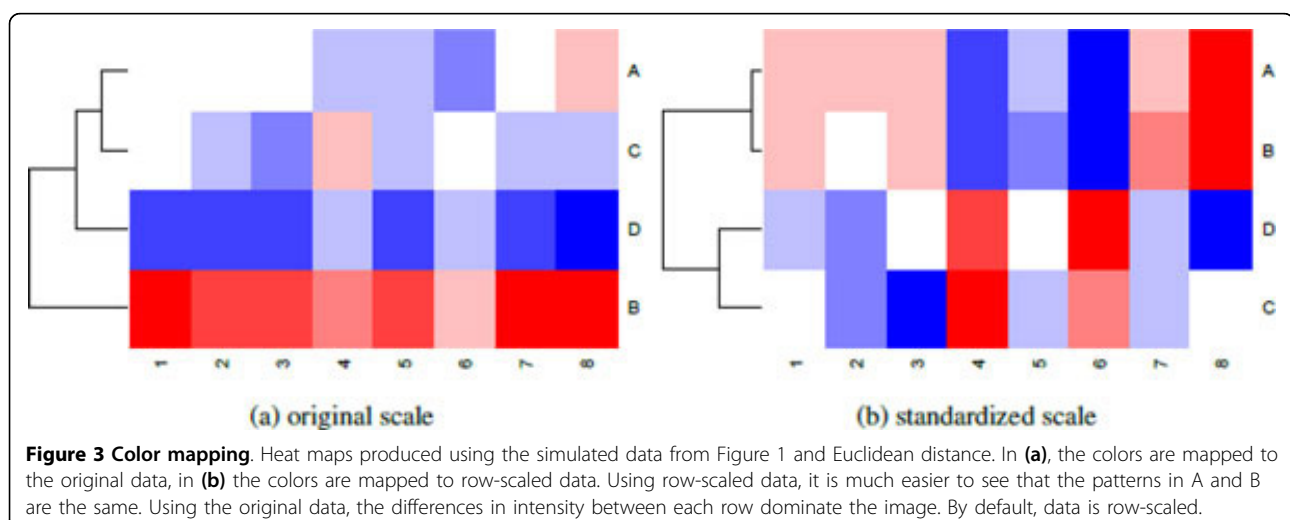 A
C
D
B
1 2 3 4 5 6 7 8
(a) original scale
A
B
D
C
1 2 3 4 5 6 7 8
(b) standardized scale
Figure 3 Color mapping. Heat maps produced using the simulated data from Figure 1 and Euclidean distance. In (a), the colors are mapped to
the original data, in (b) the colors are mapped to row-scaled data. Using row-scaled data, it is much easier to see that the patterns in A and B
are the same. Using the original data, the differences in intensity between each row dominate the image. By default, data is row-scaled.